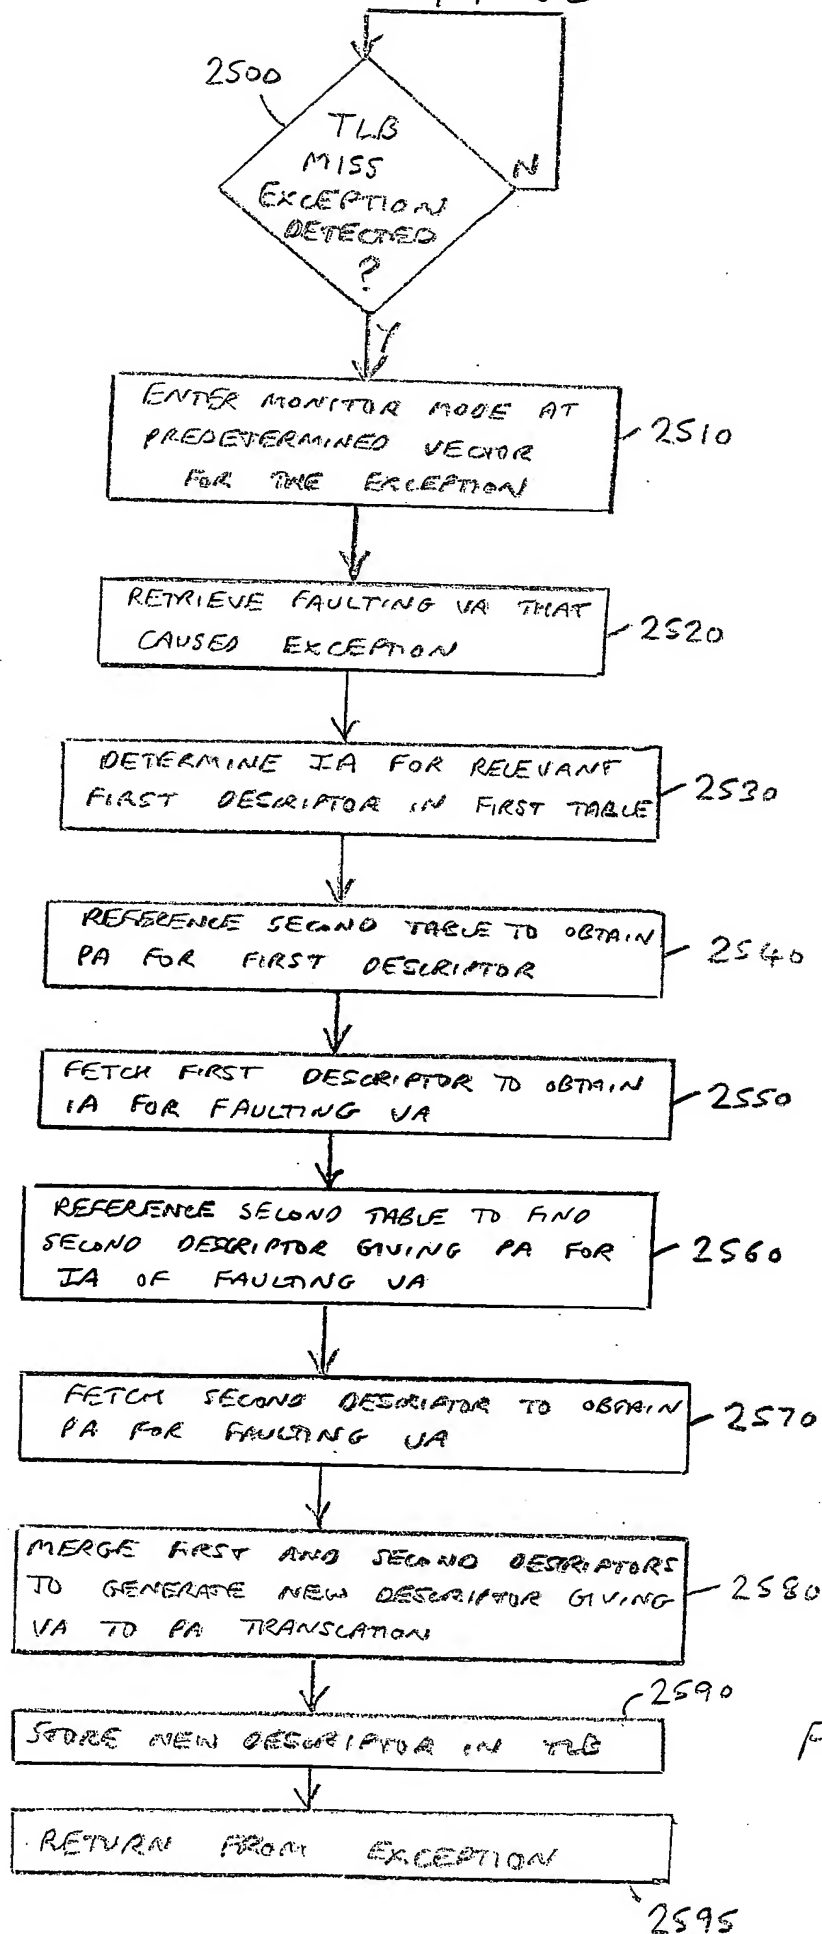 2500
TLB
MISS
EXCEPTION
DETECTED
?
N
Y
ENTER MONITOR MODE AT
PREDETERMINED VECTOR
FOR THE EXCEPTION
2510
RETRIEVE FAULTING VA THAT
CAUSED EXCEPTION
2520
DETERMINE IA FOR RELEVANT
FIRST DESCRIPTOR IN FIRST TABLE
2530
REFERENCE SECOND TABLE TO OBTAIN
PA FOR FIRST DESCRIPTOR
2540
FETCH FIRST DESCRIPTOR TO OBTAIN
IA FOR FAULTING VA
2550
REFERENCE SECOND TABLE TO FIND
SECOND DESCRIPTOR GIVING PA FOR
IA OF FAULTING VA
2560
FETCH SECOND DESCRIPTOR TO OBTAIN
PA FOR FAULTING VA
2570
MERGE FIRST AND SECOND DESCRIPTORS
TO GENERATE NEW DESCRIPTOR GIVING
VA TO PA TRANSLATION
2580
2590
STORE NEW DESCRIPTOR IN TLB
F
RETURN FROM EXCEPTION
2595